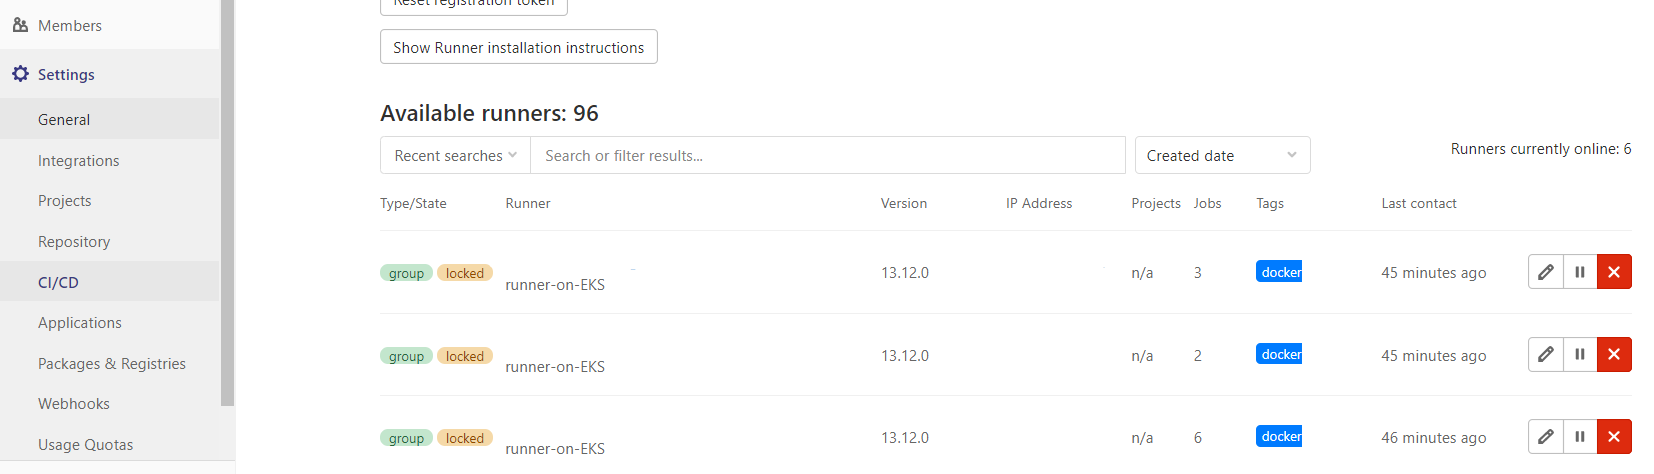 Members
Settings
General
Integrations
Projects
Repository
CI/CD
Applications
Packages & Registries
Webhooks
Usage Quotas
Reset registration token
Show Runner installation instructions
Available runners: 96
Recent searches Search or filter results... Created date Runners currently online: 6
Type/State Runner Version IP Address Projects Jobs Tags Last contact
group locked runner-on-EKS 13.12.0 n/a 3 docker 45 minutes ago
group locked runner-on-EKS 13.12.0 n/a 2 docker 45 minutes ago
group locked runner-on-EKS 13.12.0 n/a 6 docker 46 minutes ago